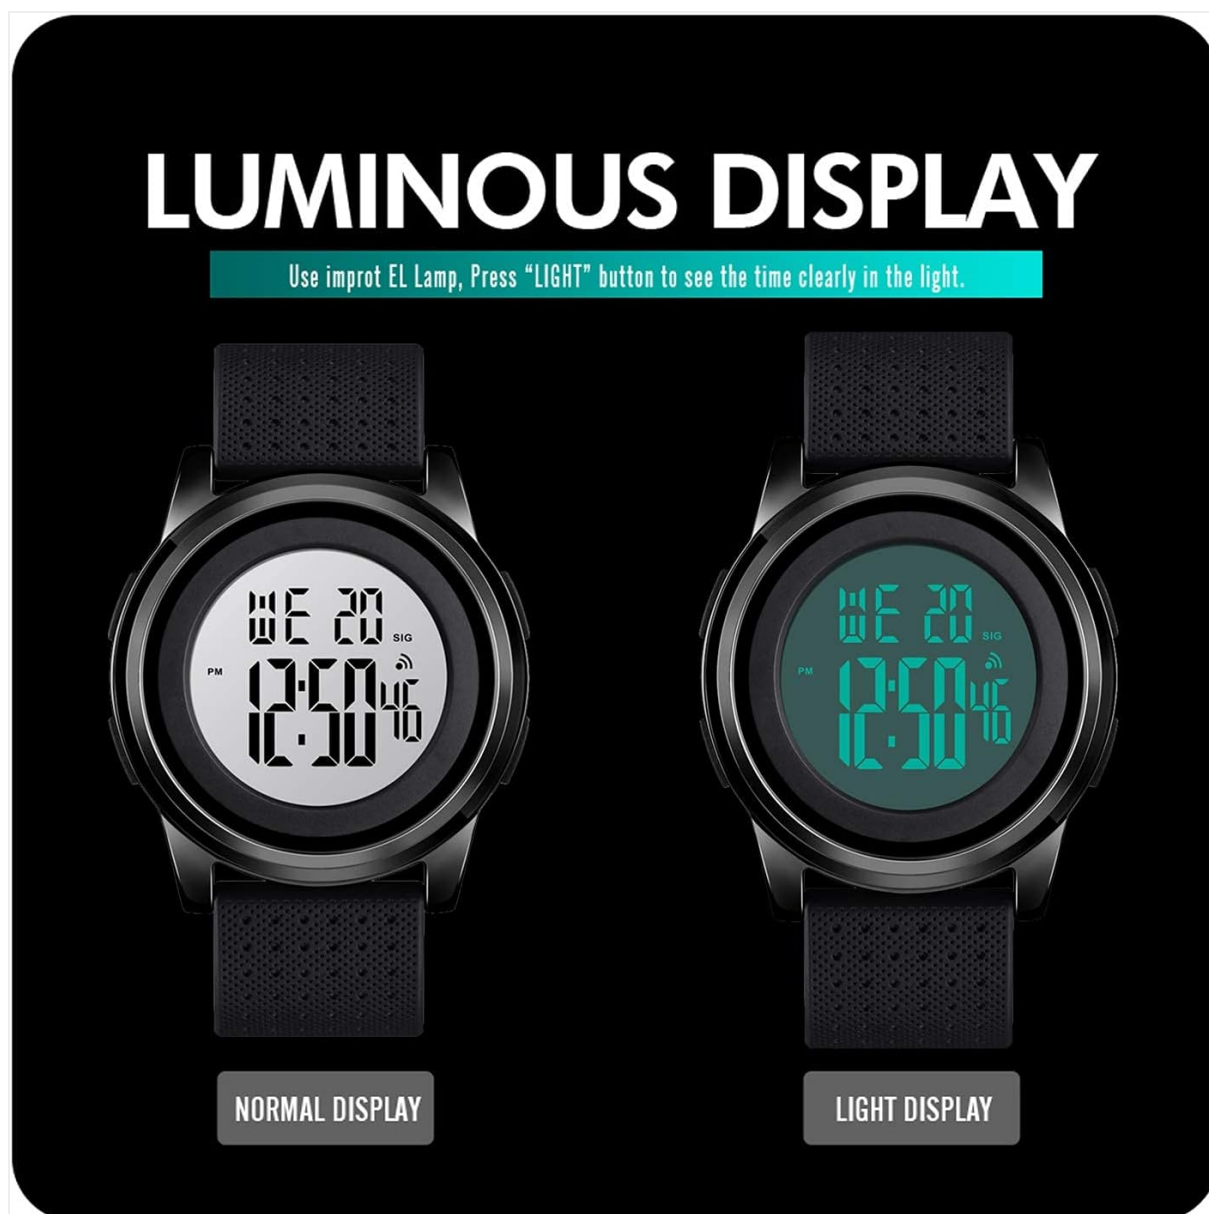 LUMINOUS DISPLAY
Use improt EL Lamp, Press “LIGHT” button to see the time clearly in the light.
WE 20
SIG
PM
12:50 46
WE 20
SIG
PM
12:50 46
NORMAL DISPLAY
LIGHT DISPLAY